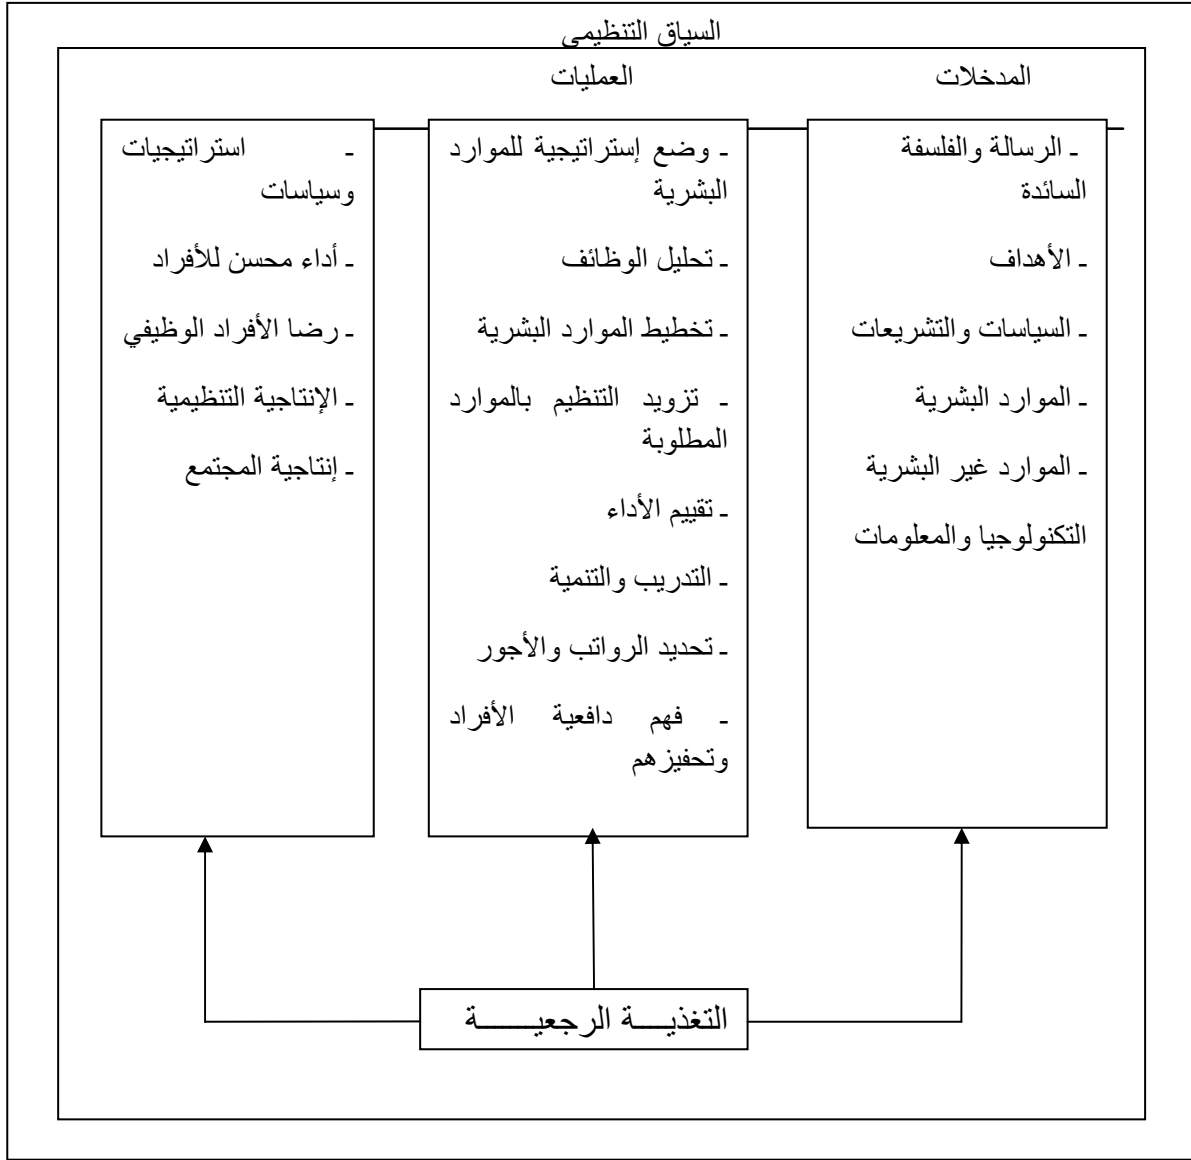 السياق التنظيمي
المدخلات
العمليات
ـ الرسالة والفلسفة
السائدة
ـ الأهداف
ـ السياسات والتشريعات
ـ الموارد البشرية
ـ الموارد غير البشرية
التكنولوجيا والمعلومات
ـ وضع إستراتيجية للموارد
البشرية
ـ تحليل الوظائف
ـ تخطيط الموارد البشرية
ـ تزويد التنظيم بالموارد
المطلوبة
ـ تقييم الأداء
ـ التدريب والتنمية
ـ تحديد الرواتب والأجور
ـ فهم دافعية الأفراد
وتحفيزهم
ـ استراتيجيات
وسياسات
ـ أداء محسن للأفراد
ـ رضا الأفراد الوظيفي
ـ الإنتاجية التنظيمية
ـ إنتاجية المجتمع
التغذيـــة الرجعيـــــة